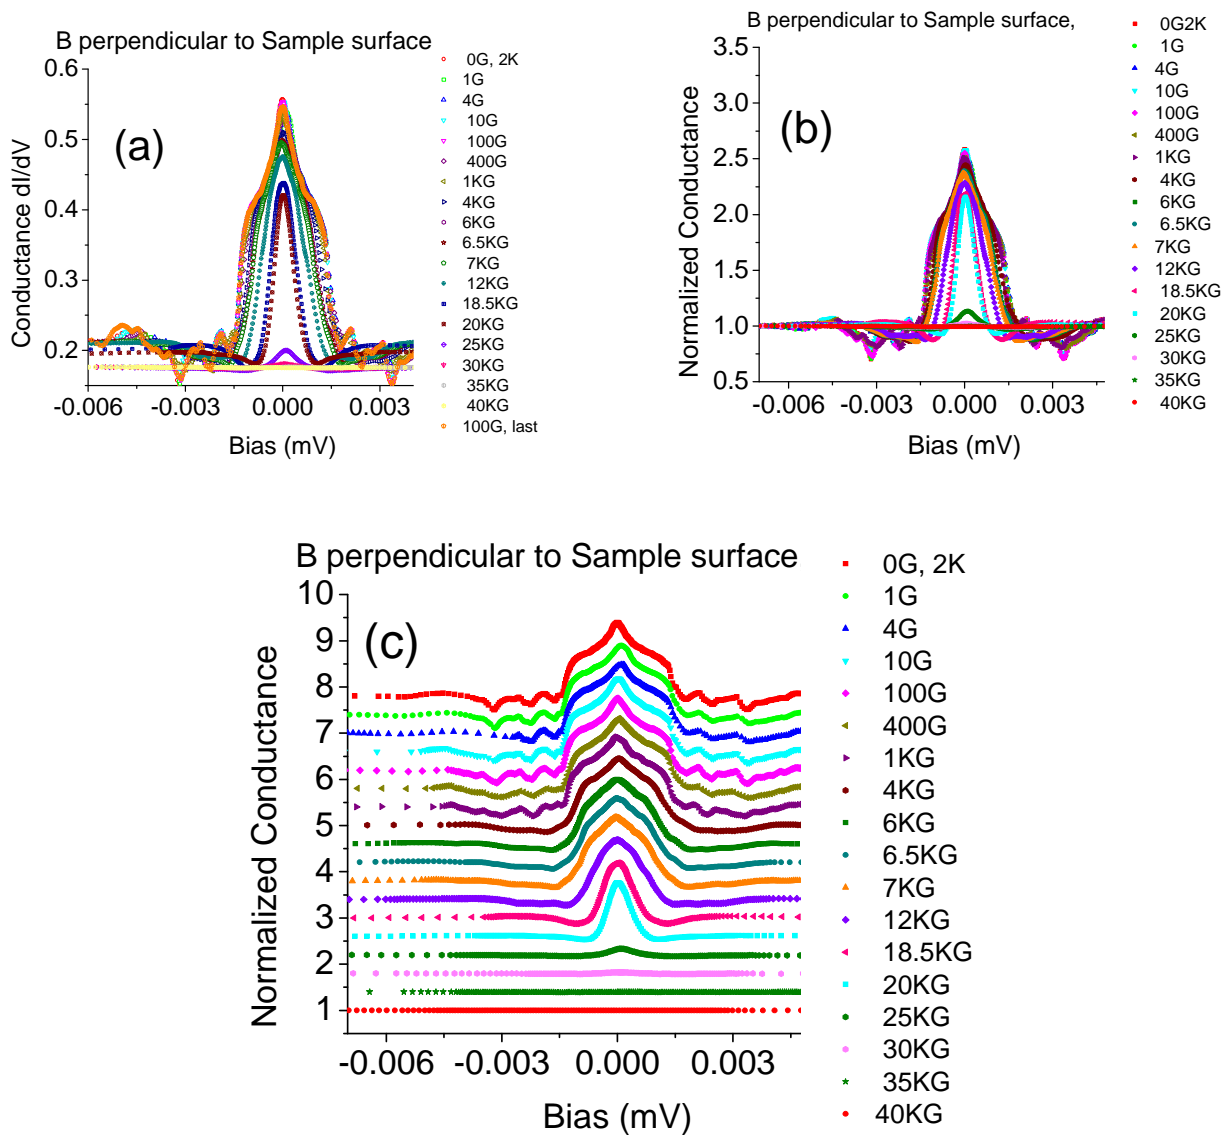 B perpendicular to Sample surface
(a)
0.6
0.5
0.4
0.3
0.2
Conductance dI/dV
-0.006
-0.003
0.000
0.003
Bias (mV)
0G, 2K
1G
4G
10G
100G
400G
1KG
4KG
6KG
6.5KG
7KG
12KG
18.5KG
20KG
25KG
30KG
35KG
40KG
100G, last
B perpendicular to Sample surface,
(b)
3.0
2.5
2.0
1.5
1.0
0.5
Normalized Conductance
-0.006
-0.003
0.000
0.003
Bias (mV)
0G2K
1G
4G
10G
100G
400G
1KG
4KG
6KG
6.5KG
7KG
12KG
18.5KG
20KG
25KG
30KG
35KG
40KG
B perpendicular to Sample surface
(c)
10
9
8
7
6
5
4
3
2
1
Normalized Conductance
-0.006
-0.003
0.000
0.003
Bias (mV)
0G, 2K
1G
4G
10G
100G
400G
1KG
4KG
6KG
6.5KG
7KG
12KG
18.5KG
20KG
25KG
30KG
35KG
40KG